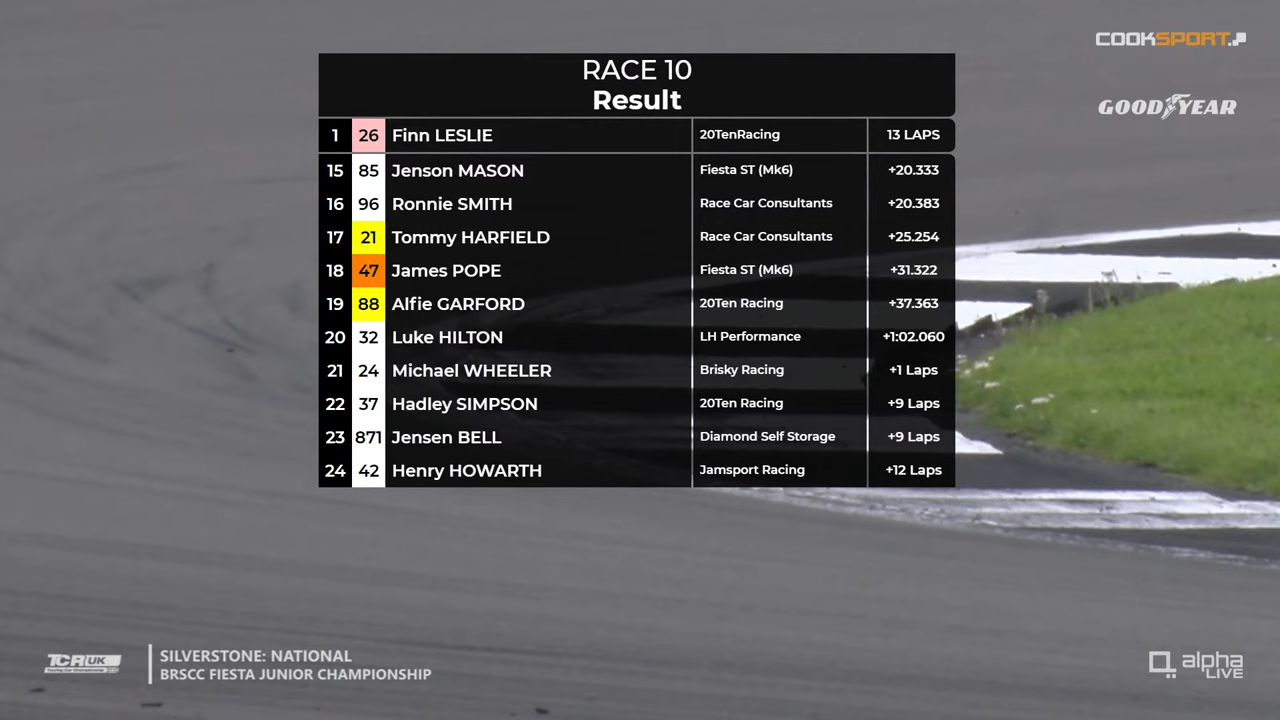 COOKSPORT
GOODYEAR
RACE 10
Result
1 26 Finn LESLIE 20TenRacing 13 LAPS
15 85 Jenson MASON Fiesta ST (Mk6) +20.333
16 96 Ronnie SMITH Race Car Consultants +20.383
17 21 Tommy HARFIELD Race Car Consultants +25.254
18 47 James POPE Fiesta ST (Mk6) +31.322
19 88 Alfie GARFORD 20Ten Racing +37.363
20 32 Luke HILTON LH Performance +1:02.060
21 24 Michael WHEELER Brisky Racing +1 Laps
22 37 Hadley SIMPSON 20Ten Racing +9 Laps
23 871 Jensen BELL Diamond Self Storage +9 Laps
24 42 Henry HOWARTH Jamsport Racing +12 Laps
TCR UK
Touring Car Championship
SILVERSTONE: NATIONAL
BRSCC FIESTA JUNIOR CHAMPIONSHIP
alpha
LIVE